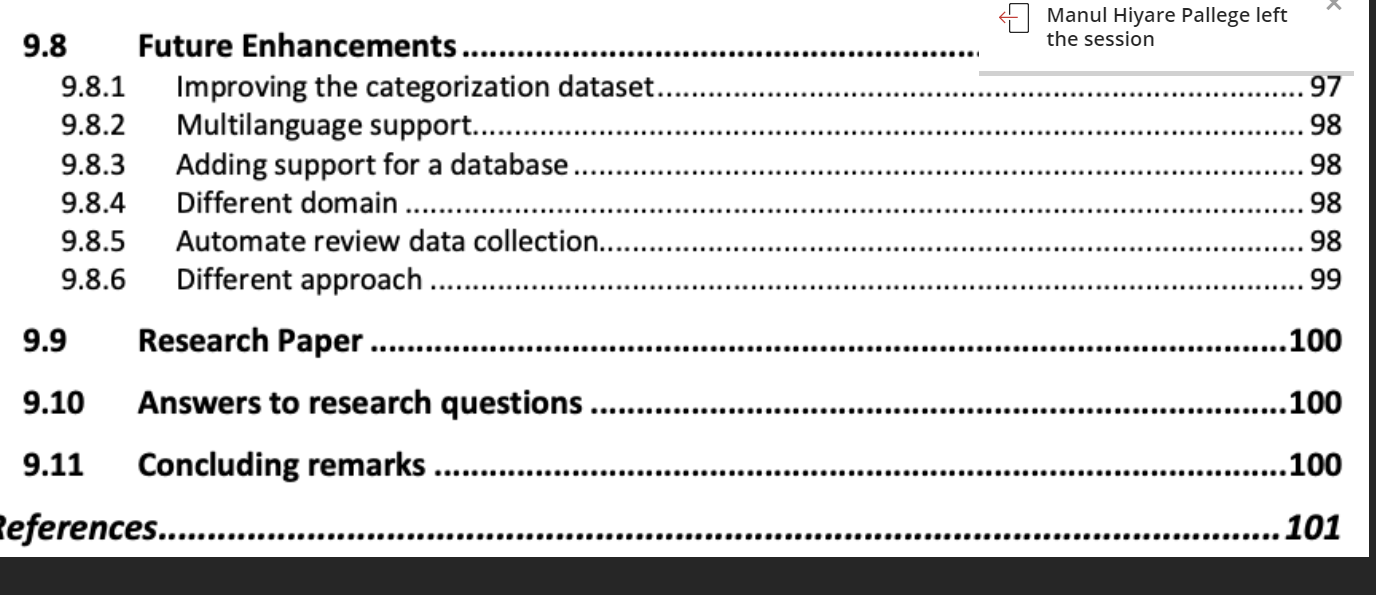 Manul Hiyare Pallege left
the session
9.8 Future Enhancements ........................................................
9.8.1 Improving the categorization dataset........................................................ 97
9.8.2 Multilanguage support........................................................ 98
9.8.3 Adding support for a database ........................................................ 98
9.8.4 Different domain ........................................................ 98
9.8.5 Automate review data collection........................................................ 98
9.8.6 Different approach ........................................................ 99
9.9 Research Paper ........................................................100
9.10 Answers to research questions ........................................................100
9.11 Concluding remarks ........................................................100
References........................................................ 101